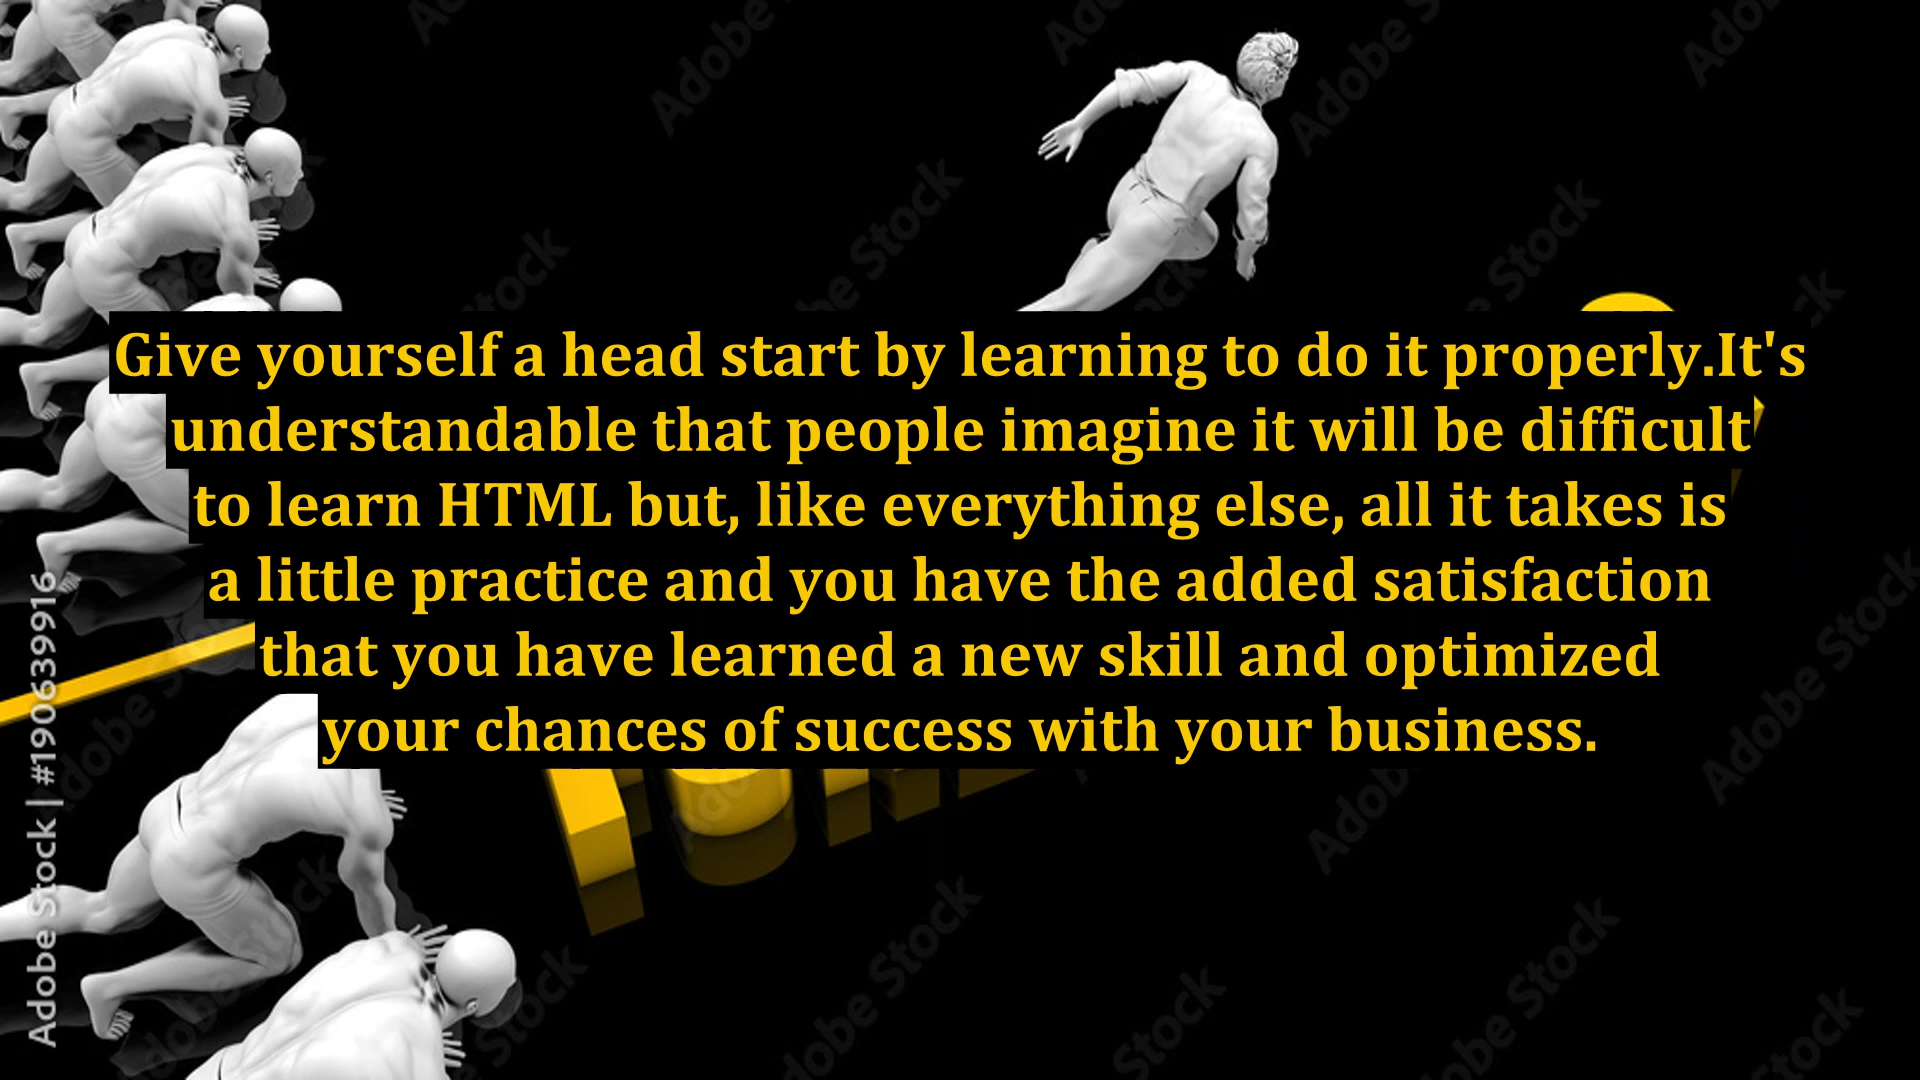 Give yourself a head start by learning to do it properly.It's
understandable that people imagine it will be difficult
to learn HTML but, like everything else, all it takes is
a little practice and you have the added satisfaction
that you have learned a new skill and optimized
your chances of success with your business.
Adobe Stock | #190639916